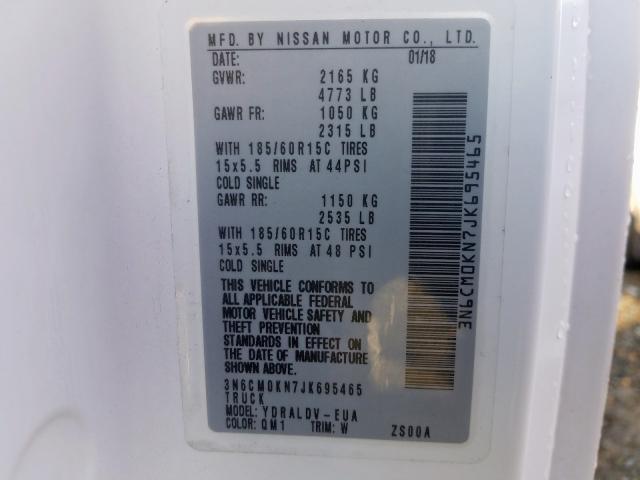 MFD. BY NISSAN MOTOR CO., LTD.
DATE: 01/18
GVWR: 2165 KG
4773 LB
GAWR FR: 1050 KG
2315 LB
WITH 185/60R15C TIRES
15x5.5 RIMS AT 44PSI
COLD SINGLE
GAWR RR: 1150 KG
2535 LB
WITH 185/60R15C TIRES
15x5.5 RIMS AT 48 PSI
COLD SINGLE
THIS VEHICLE CONFORMS TO
ALL APPLICABLE FEDERAL
MOTOR VEHICLE SAFETY AND
THEFT PREVENTION
STANDARDS IN EFFECT ON
THE DATE OF MANUFACTURE
SHOWN ABOVE.
3N6CM0KN7JK695465
TRUCK
MODEL: YDRALDV-EUA
COLOR: QM1 TRIM: W ZS00A
3N6CM0KN7JK695465